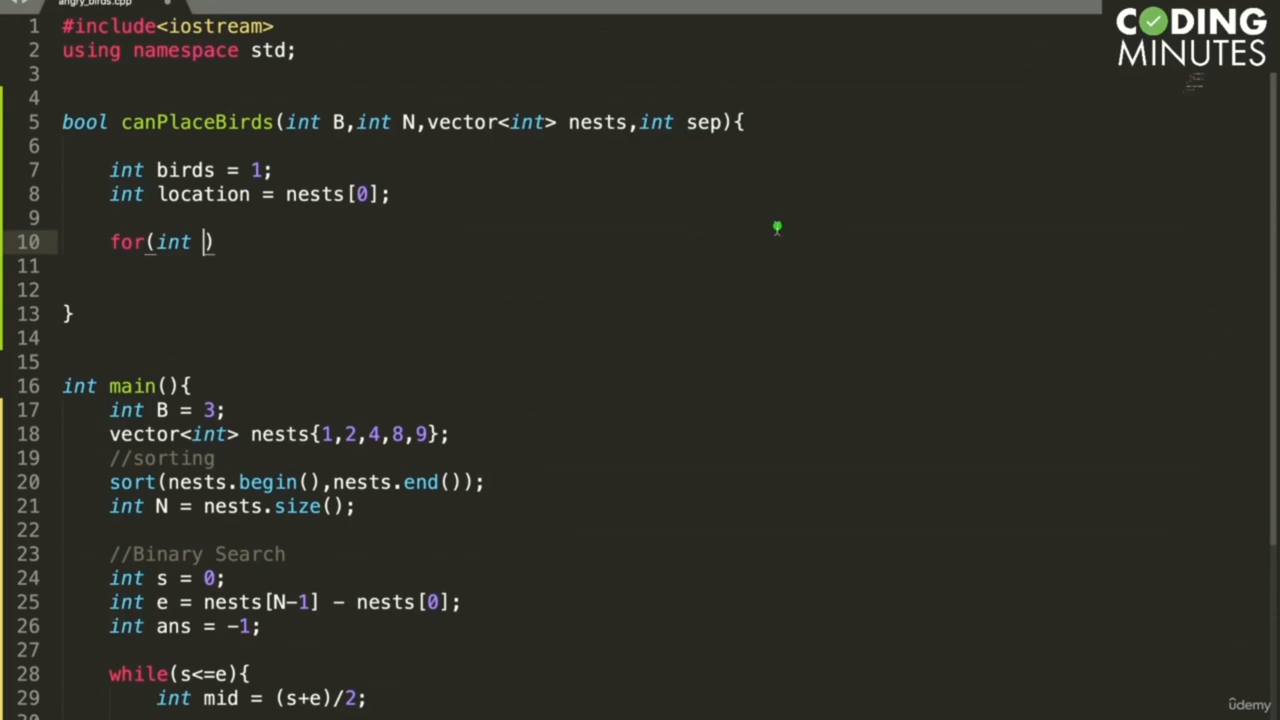 angry_birds.cpp
CODING
MINUTES
1 #include<iostream>
2 using namespace std;
3
4
5 bool canPlaceBirds(int B,int N,vector<int> nests,int sep){
6
7 int birds = 1;
8 int location = nests[0];
9
10 for(int )
11
12
13 }
14
15
16 int main(){
17 int B = 3;
18 vector<int> nests{1,2,4,8,9};
19 //sorting
20 sort(nests.begin(),nests.end());
21 int N = nests.size();
22
23 //Binary Search
24 int s = 0;
25 int e = nests[N-1] - nests[0];
26 int ans = -1;
27
28 while(s<=e){
29 int mid = (s+e)/2;
ûdemy